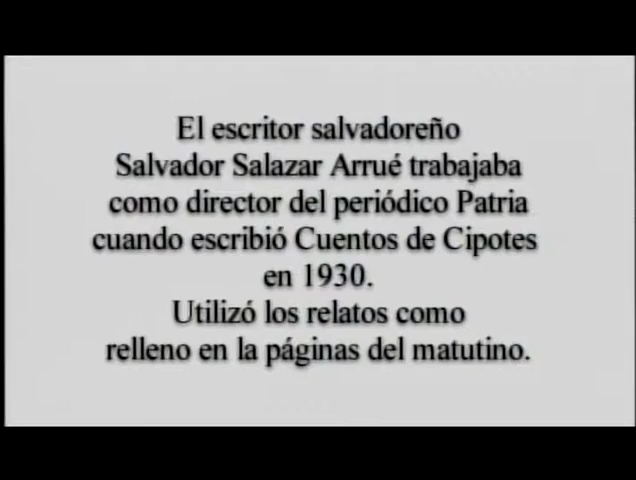 El escritor salvadoreño
Salvador Salazar Arrué trabajaba
como director del periódico Patria
cuando escribió Cuentos de Cipotes
en 1930.
Utilizó los relatos como
relleno en la páginas del matutino.